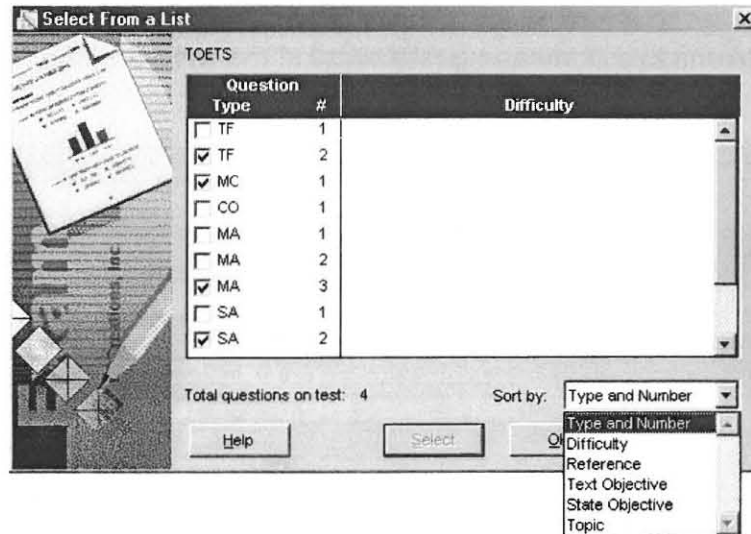 Select From a List
TOETS
Question
Type # Difficulty
TF 1
TF 2
MC 1
CO 1
MA 1
MA 2
MA 3
SA 1
SA 2
Total questions on test: 4 Sort by: Type and Number
Help Select
Type and Number
Difficulty
Reference
Text Objective
State Objective
Topic